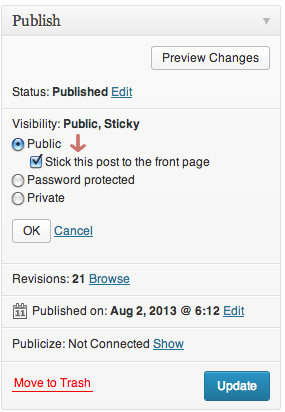 Publish
Preview Changes
Status: Published Edit
Visibility: Public, Sticky
Public
Stick this post to the front page
Password protected
Private
OK Cancel
Revisions: 21 Browse
11 Published on: Aug 2, 2013 @ 6:12 Edit
Publicize: Not Connected Show
Move to Trash Update